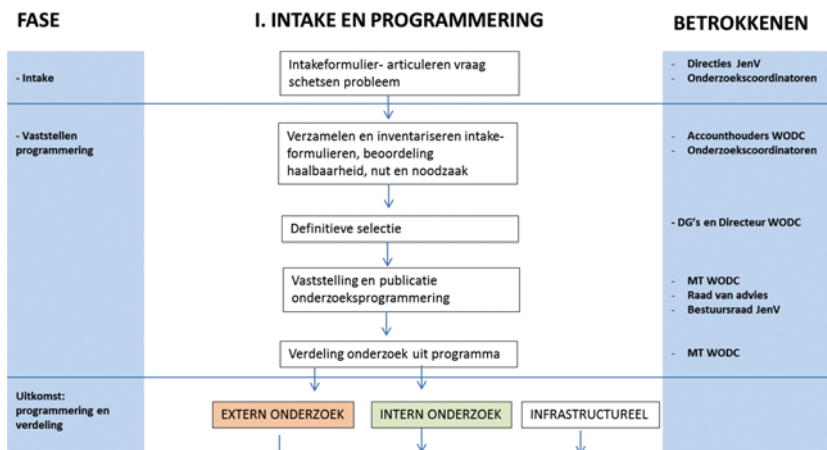 FASE
I. INTAKE EN PROGRAMMERING
BETROKKENEN
- Intake
Intakeformulier- articuleren vraag
schetsen probleem
- Directies JenV
- Onderzoekscoordinatoren
- Vaststellen
programmering
Verzamelen en inventariseren intake-
formulieren, beoordeling
haalbaarheid, nut en noodzaak
- Accounthouders WODC
- Onderzoekscoordinatoren
Definitieve selectie
- DG's en Directeur WODC
Vaststelling en publicatie
onderzoeksprogrammering
- MT WODC
- Raad van advies
- Bestuursraad JenV
Verdeling onderzoek uit programma
- MT WODC
Uitkomst:
programmering en
verdeling
EXTERN ONDERZOEK
INTERN ONDERZOEK
INFRASTRUCTUREEL